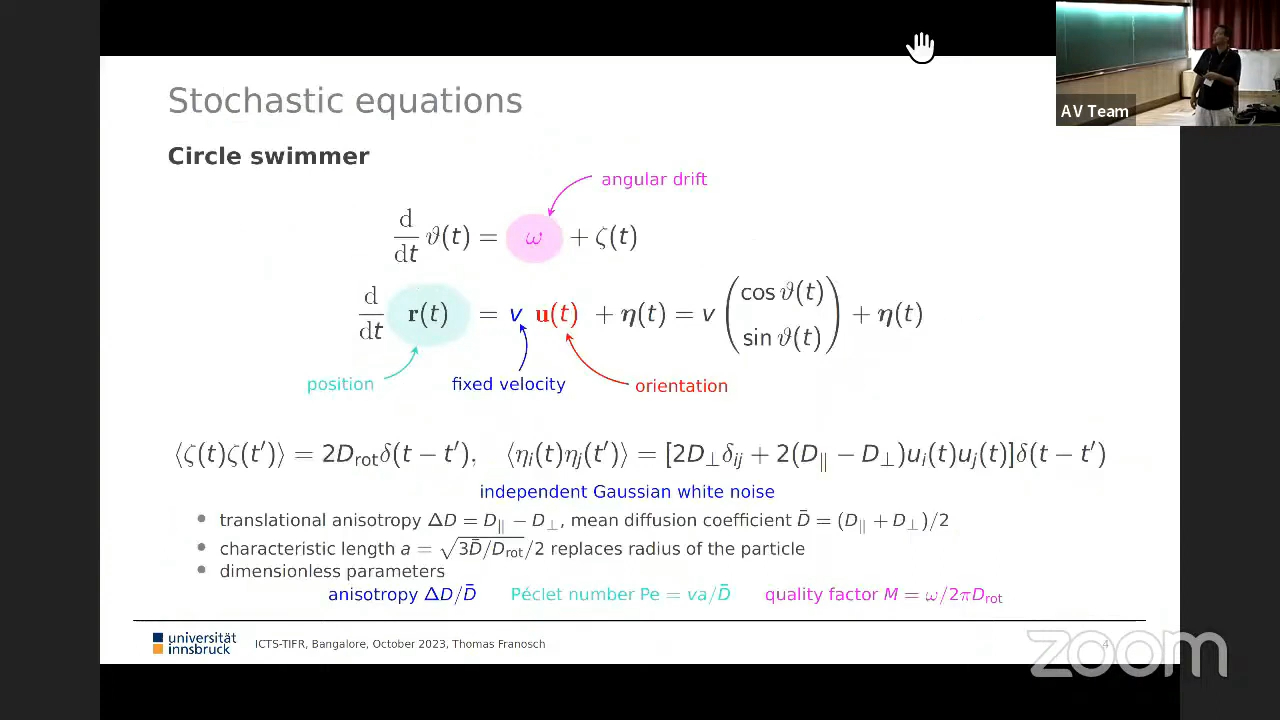 AV Team
Stochastic equations
Circle swimmer
angular drift
d/dt ϑ(t) = ω + ζ(t)
d/dt r(t) = v u(t) + η(t) = v ( cos ϑ(t) sin ϑ(t) ) + η(t)
position fixed velocity orientation
⟨ζ(t)ζ(t′)⟩ = 2D_rot δ(t − t′), ⟨η_i(t)η_j(t′)⟩ = [2D_⊥δ_ij + 2(D_∥ − D_⊥)u_i(t)u_j(t)]δ(t − t′)
independent Gaussian white noise
• translational anisotropy ΔD = D_∥ − D_⊥, mean diffusion coefficient D̄ = (D_∥ + D_⊥)/2
• characteristic length a = √(3D̄/D_rot)/2 replaces radius of the particle
• dimensionless parameters
anisotropy ΔD/D̄ Péclet number Pe = va/D̄ quality factor M = ω/2πD_rot
universität
innsbruck
ICTS-TIFR, Bangalore, October 2023, Thomas Franosch
4
zoom